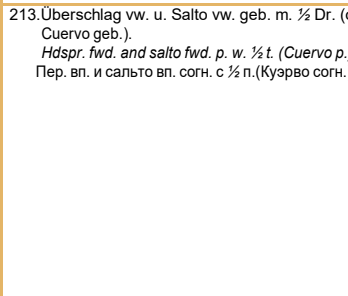 213.Überschlag vw. u. Salto vw. geb. m. ½ Dr. (
Cuervo geb.).
Hdspr. fwd. and salto fwd. p. w. ½ t. (Cuervo p.
Пер. вп. и сальто вп. согн. с ½ п.(Куэрво согн.